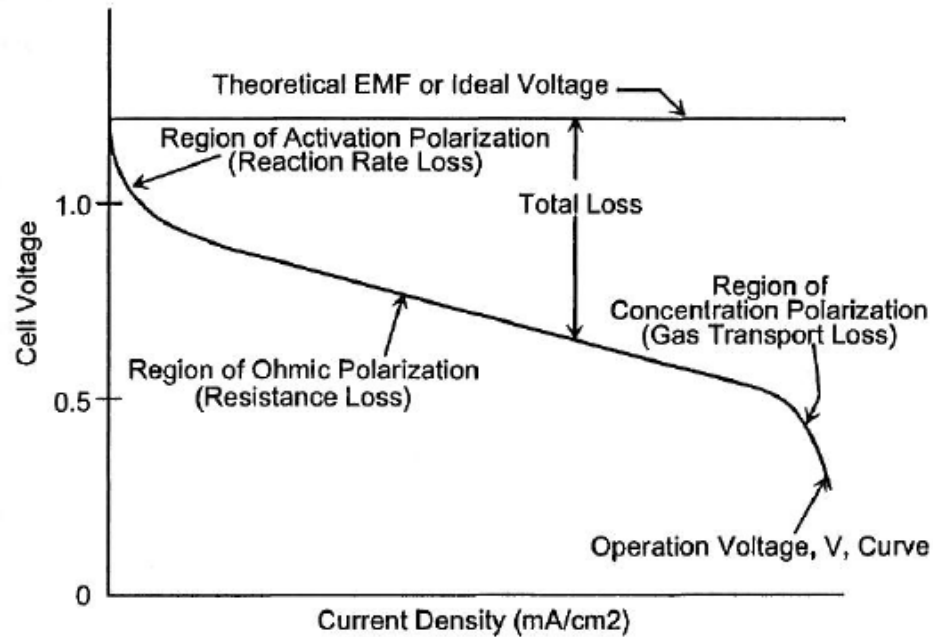 Theoretical EMF or Ideal Voltage
Region of Activation Polarization
(Reaction Rate Loss)
1.0
Total Loss
Cell Voltage
Region of
Concentration Polarization
(Gas Transport Loss)
Region of Ohmic Polarization
(Resistance Loss)
0.5
Operation Voltage, V, Curve
0
Current Density (mA/cm2)